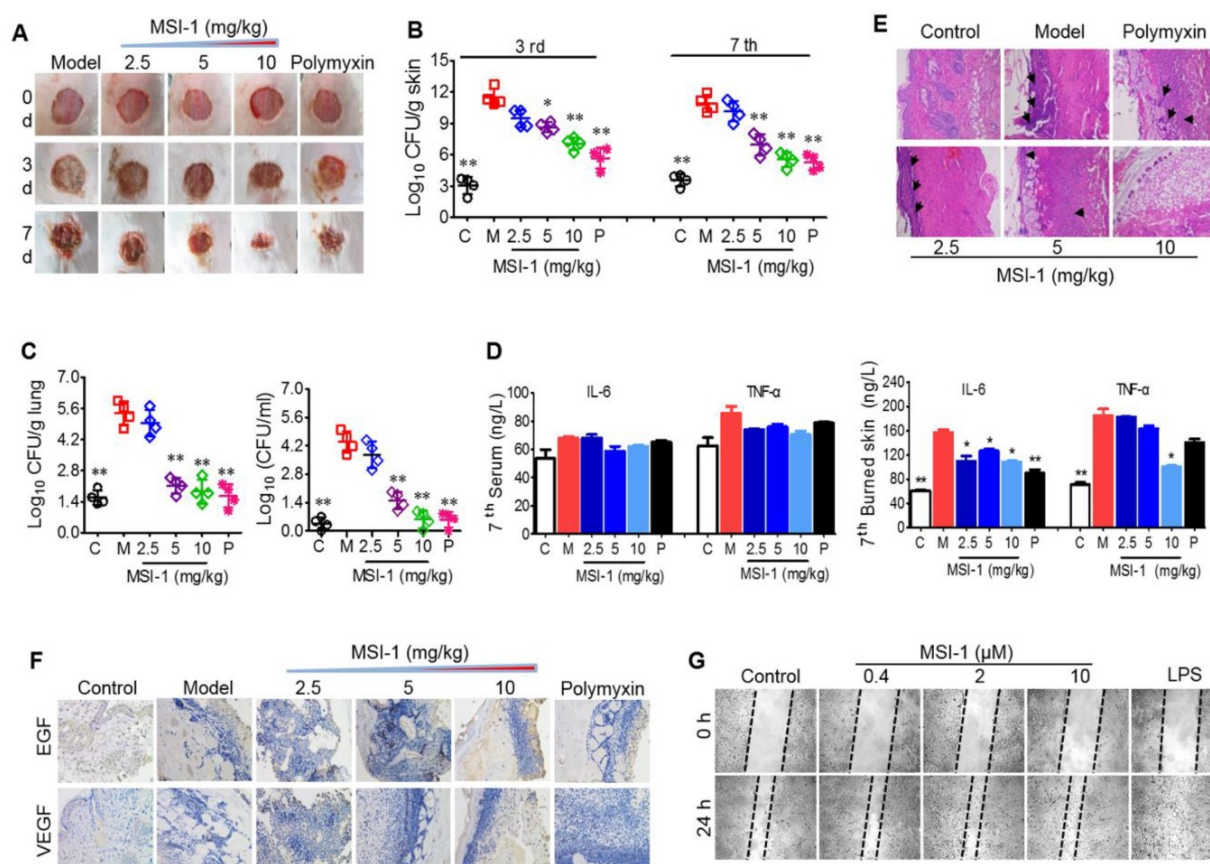 A
MSI-1 (mg/kg)
Model 2.5 5 10 Polymyxin
0 d
3 d
7 d
B
3 rd 7 th
Log10 CFU/g skin
15
12
9
6
3
0
* ** ** ** ** ** ** **
C M 2.5 5 10 P C M 2.5 5 10 P
MSI-1 (mg/kg) MSI-1 (mg/kg)
E
Control Model Polymyxin
2.5 5 10
MSI-1 (mg/kg)
C
Log10 CFU/g lung
7.0
5.6
4.2
2.8
1.4
0.0
** ** ** **
C M 2.5 5 10 P
MSI-1 (mg/kg)
Log10 (CFU/ml)
7.0
5.6
4.2
2.8
1.4
0.0
** ** ** **
C M 2.5 5 10 P
MSI-1 (mg/kg)
D
IL-6 TNF-α
7 th Serum (ng/L)
100
80
60
40
20
0
C M 2.5 5 10 P C M 2.5 5 10 P
MSI-1 (mg/kg) MSI-1 (mg/kg)
IL-6 TNF-α
7th Burned skin (ng/L)
240
210
180
150
120
90
60
30
0
** * * * ** ** *
C M 2.5 5 10 P C M 2.5 5 10 P
MSI-1 (mg/kg) MSI-1 (mg/kg)
F
MSI-1 (mg/kg)
Control Model 2.5 5 10 Polymyxin
EGF
VEGF
G
MSI-1 (µM)
Control 0.4 2 10 LPS
0 h
24 h